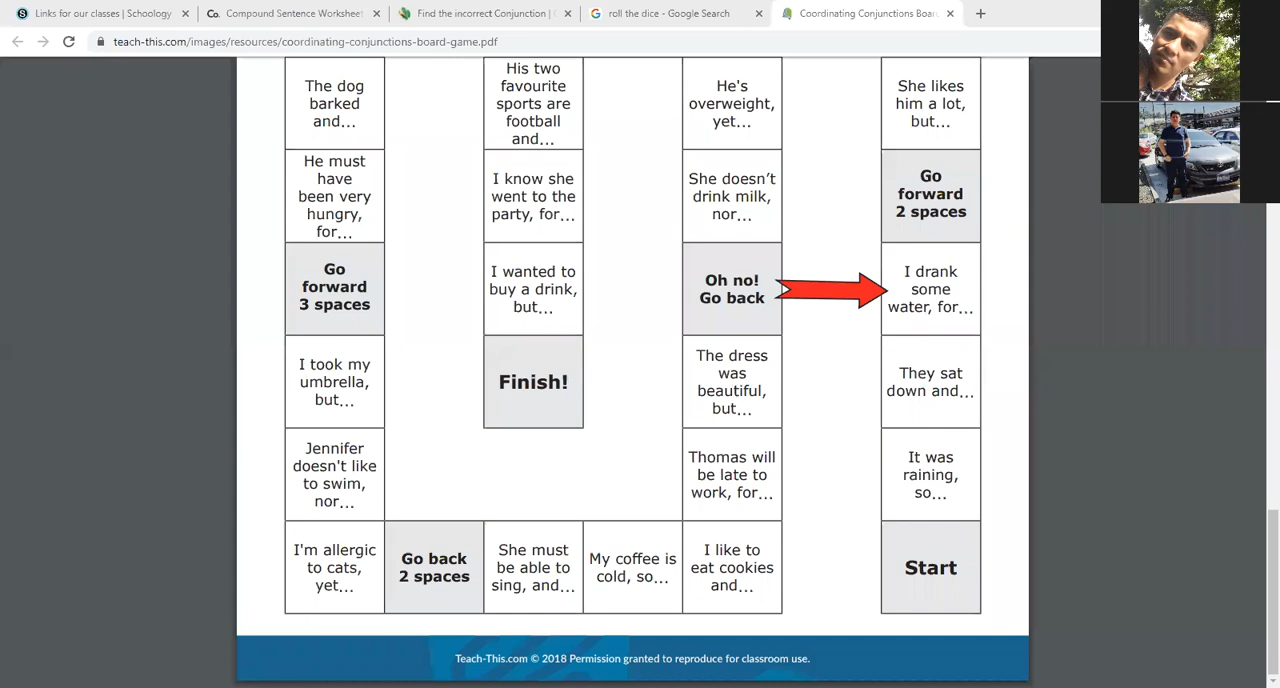 Links for our classes | Schoology
Co. Compound Sentence Worksheet
Find the incorrect Conjunction |
roll the dice - Google Search
Coordinating Conjunctions Boar
teach-this.com/images/resources/coordinating-conjunctions-board-game.pdf
The dog
barked
and...
His two
favourite
sports are
football
and...
He's
overweight,
yet...
She likes
him a lot,
but...
He must
have
been very
hungry,
for...
I know she
went to the
party, for...
She doesn't
drink milk,
nor...
Go
forward
2 spaces
Go
forward
3 spaces
I wanted to
buy a drink,
but...
Oh no!
Go back
I drank
some
water, for...
I took my
umbrella,
but...
Finish!
The dress
was
beautiful,
but...
They sat
down and...
Jennifer
doesn't like
to swim,
nor...
Thomas will
be late to
work, for...
It was
raining,
so...
I'm allergic
to cats,
yet...
Go back
2 spaces
She must
be able to
sing, and...
My coffee is
cold, so...
I like to
eat cookies
and...
Start
Teach-This.com © 2018 Permission granted to reproduce for classroom use.